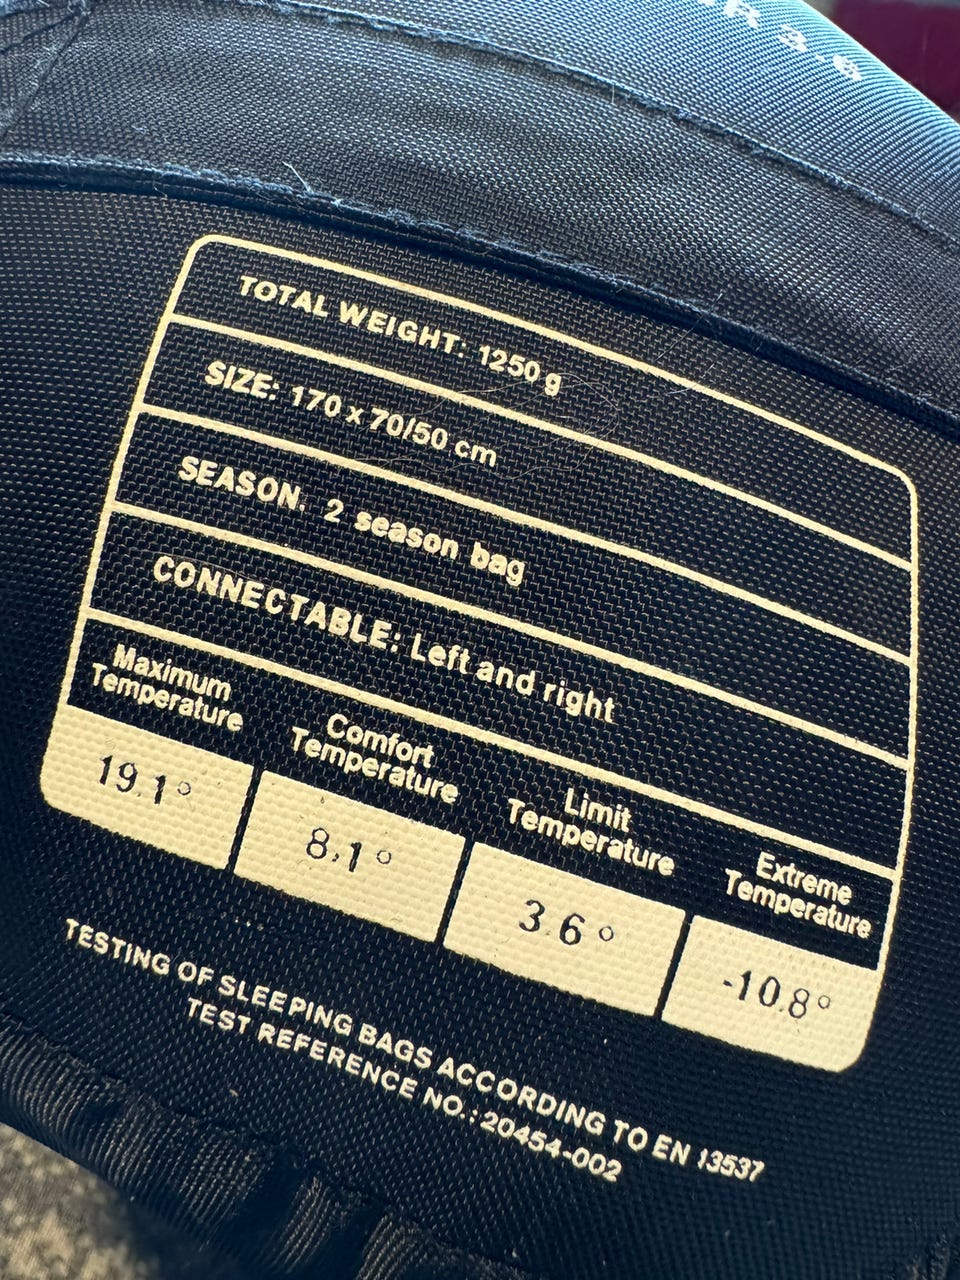 R 3.6
TOTAL WEIGHT: 1250 g
SIZE: 170 x 70/50 cm
SEASON. 2 season bag
CONNECTABLE: Left and right
Maximum
Temperature
Comfort
Temperature
Limit
Temperature
Extreme
Temperature
19.1°
8.1°
3.6°
-10.8°
TESTING OF SLEEPING BAGS ACCORDING TO EN 13537
TEST REFERENCE NO.: 20454-002